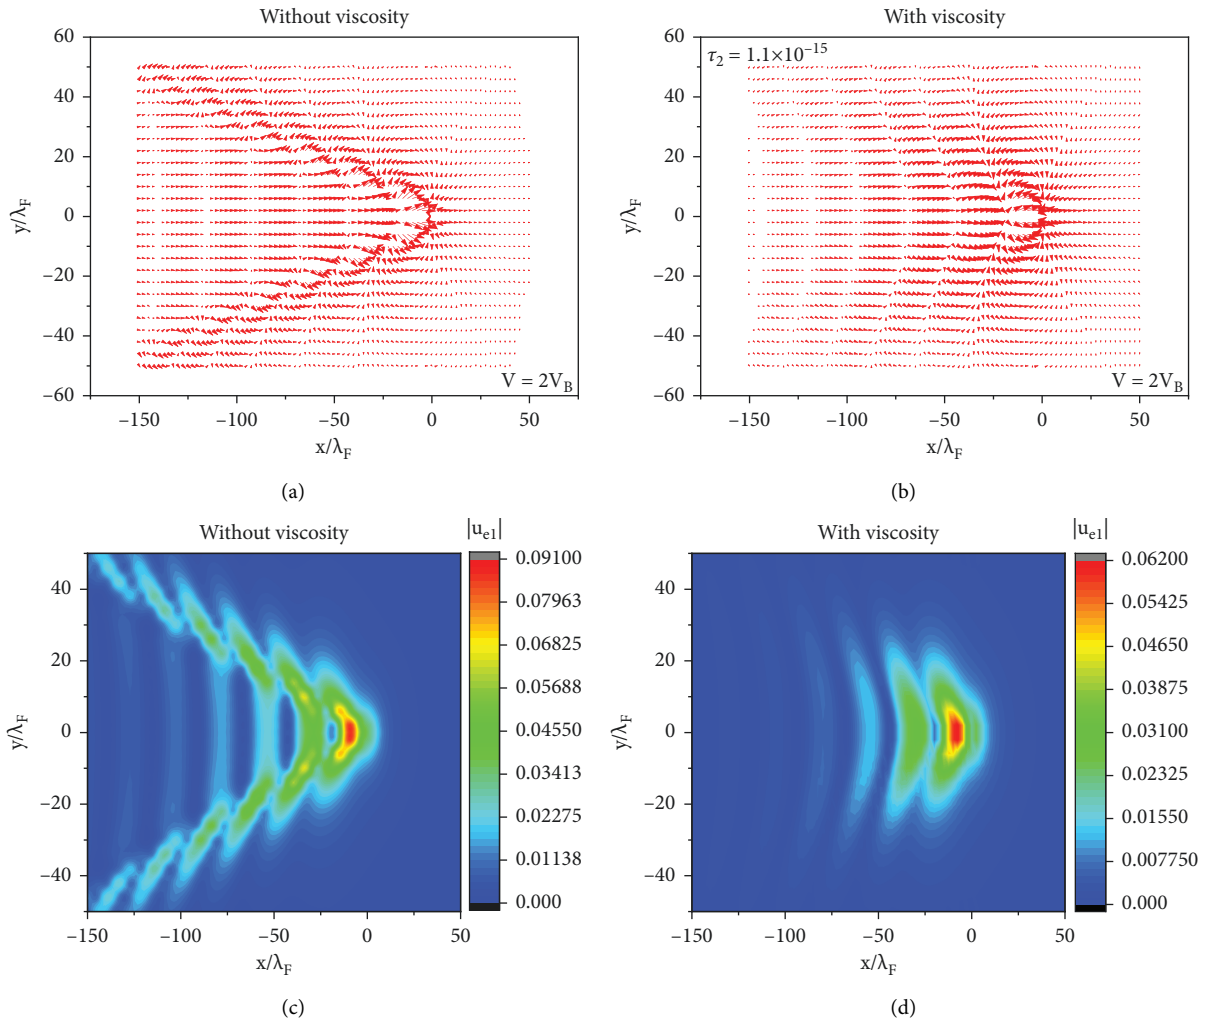 Without viscosity
60
40
20
0
−20
−40
−60
y/λF
V = 2VB
−150
−100
−50
0
50
x/λF
(a)
With viscosity
τ2 = 1.1×10−15
60
40
20
0
−20
−40
−60
y/λF
V = 2VB
−150
−100
−50
0
50
x/λF
(b)
Without viscosity
|ue1|
40
20
0
−20
−40
y/λF
0.09100
0.07963
0.06825
0.05688
0.04550
0.03413
0.02275
0.01138
0.000
−150
−100
−50
0
50
x/λF
(c)
With viscosity
|ue1|
40
20
0
−20
−40
y/λF
0.06200
0.05425
0.04650
0.03875
0.03100
0.02325
0.01550
0.007750
0.000
−150
−100
−50
0
50
x/λF
(d)